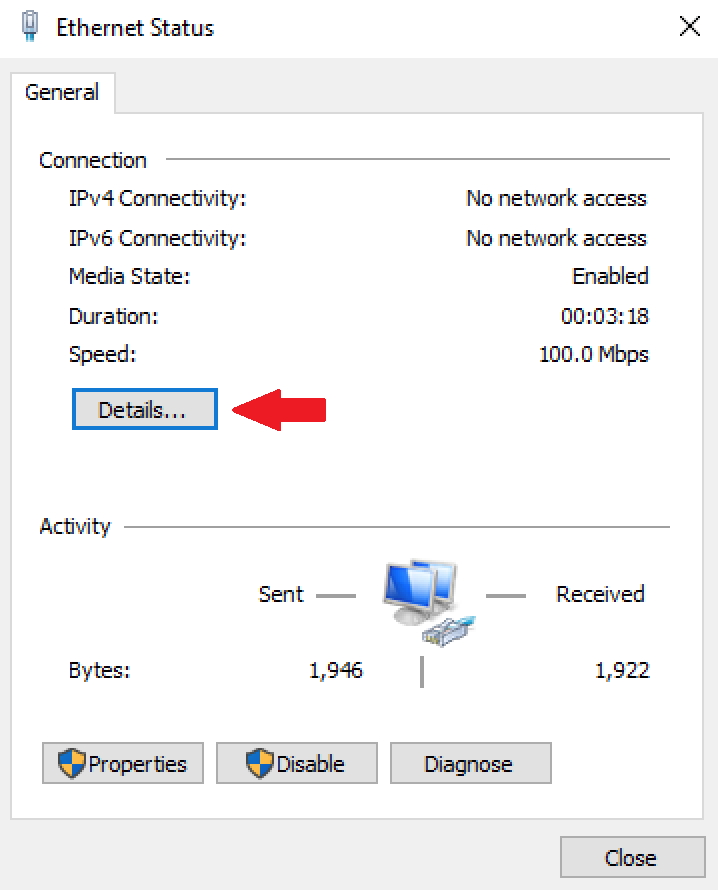 Ethernet Status
General
Connection
IPv4 Connectivity: No network access
IPv6 Connectivity: No network access
Media State: Enabled
Duration: 00:03:18
Speed: 100.0 Mbps
Details...
Activity
Sent Received
Bytes: 1,946 1,922
Properties Disable Diagnose
Close